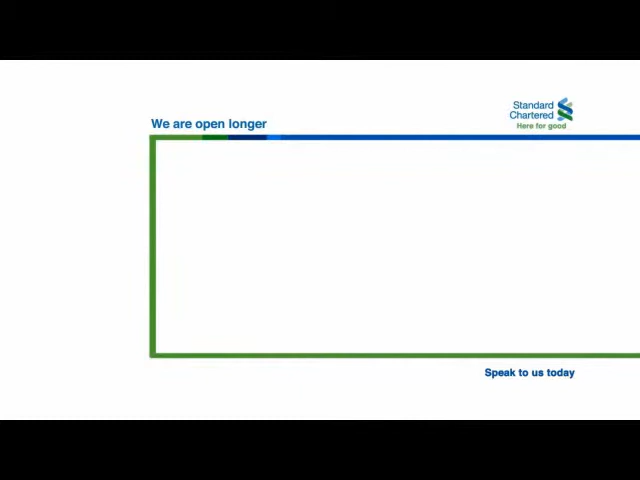 Standard
Chartered
Here for good
We are open longer
Speak to us today